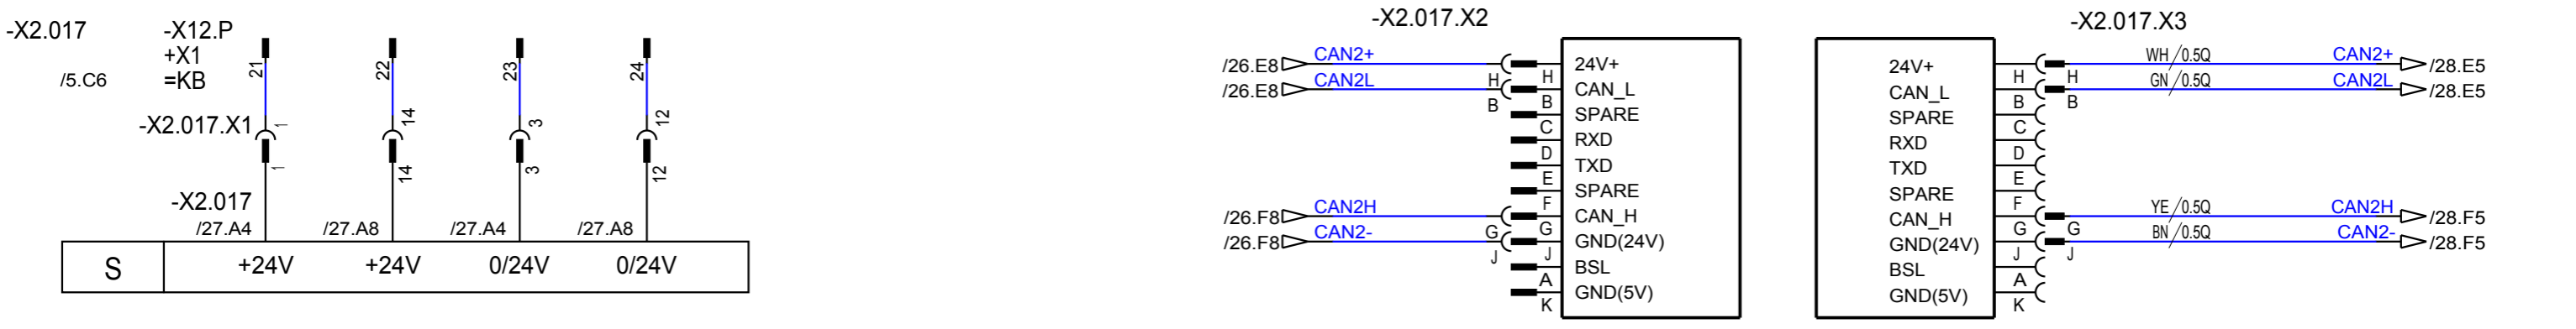 -X2.017
-X12.P
+X1
/5.C6
=KB
21
22
23
24
-X2.017.X1
1
14
3
12
1
14
3
12
-X2.017
/27.A4
/27.A8
/27.A4
/27.A8
S
+24V
+24V
0/24V
0/24V
-X2.017.X2
/26.E8
CAN2+
H
H
24V+
/26.E8
CAN2L
B
B
CAN_L
C
SPARE
D
RXD
E
TXD
F
SPARE
/26.F8
CAN2H
G
G
CAN_H
/26.F8
CAN2-
J
J
GND(24V)
A
BSL
K
GND(5V)
-X2.017.X3
24V+
H
H
WH
0.5Q
CAN2+
/28.E5
CAN_L
B
B
GN
0.5Q
CAN2L
/28.E5
SPARE
C
RXD
D
TXD
E
SPARE
F
CAN_H
G
G
YE
0.5Q
CAN2H
/28.F5
GND(24V)
J
J
BN
0.5Q
CAN2-
/28.F5
BSL
A
GND(5V)
K